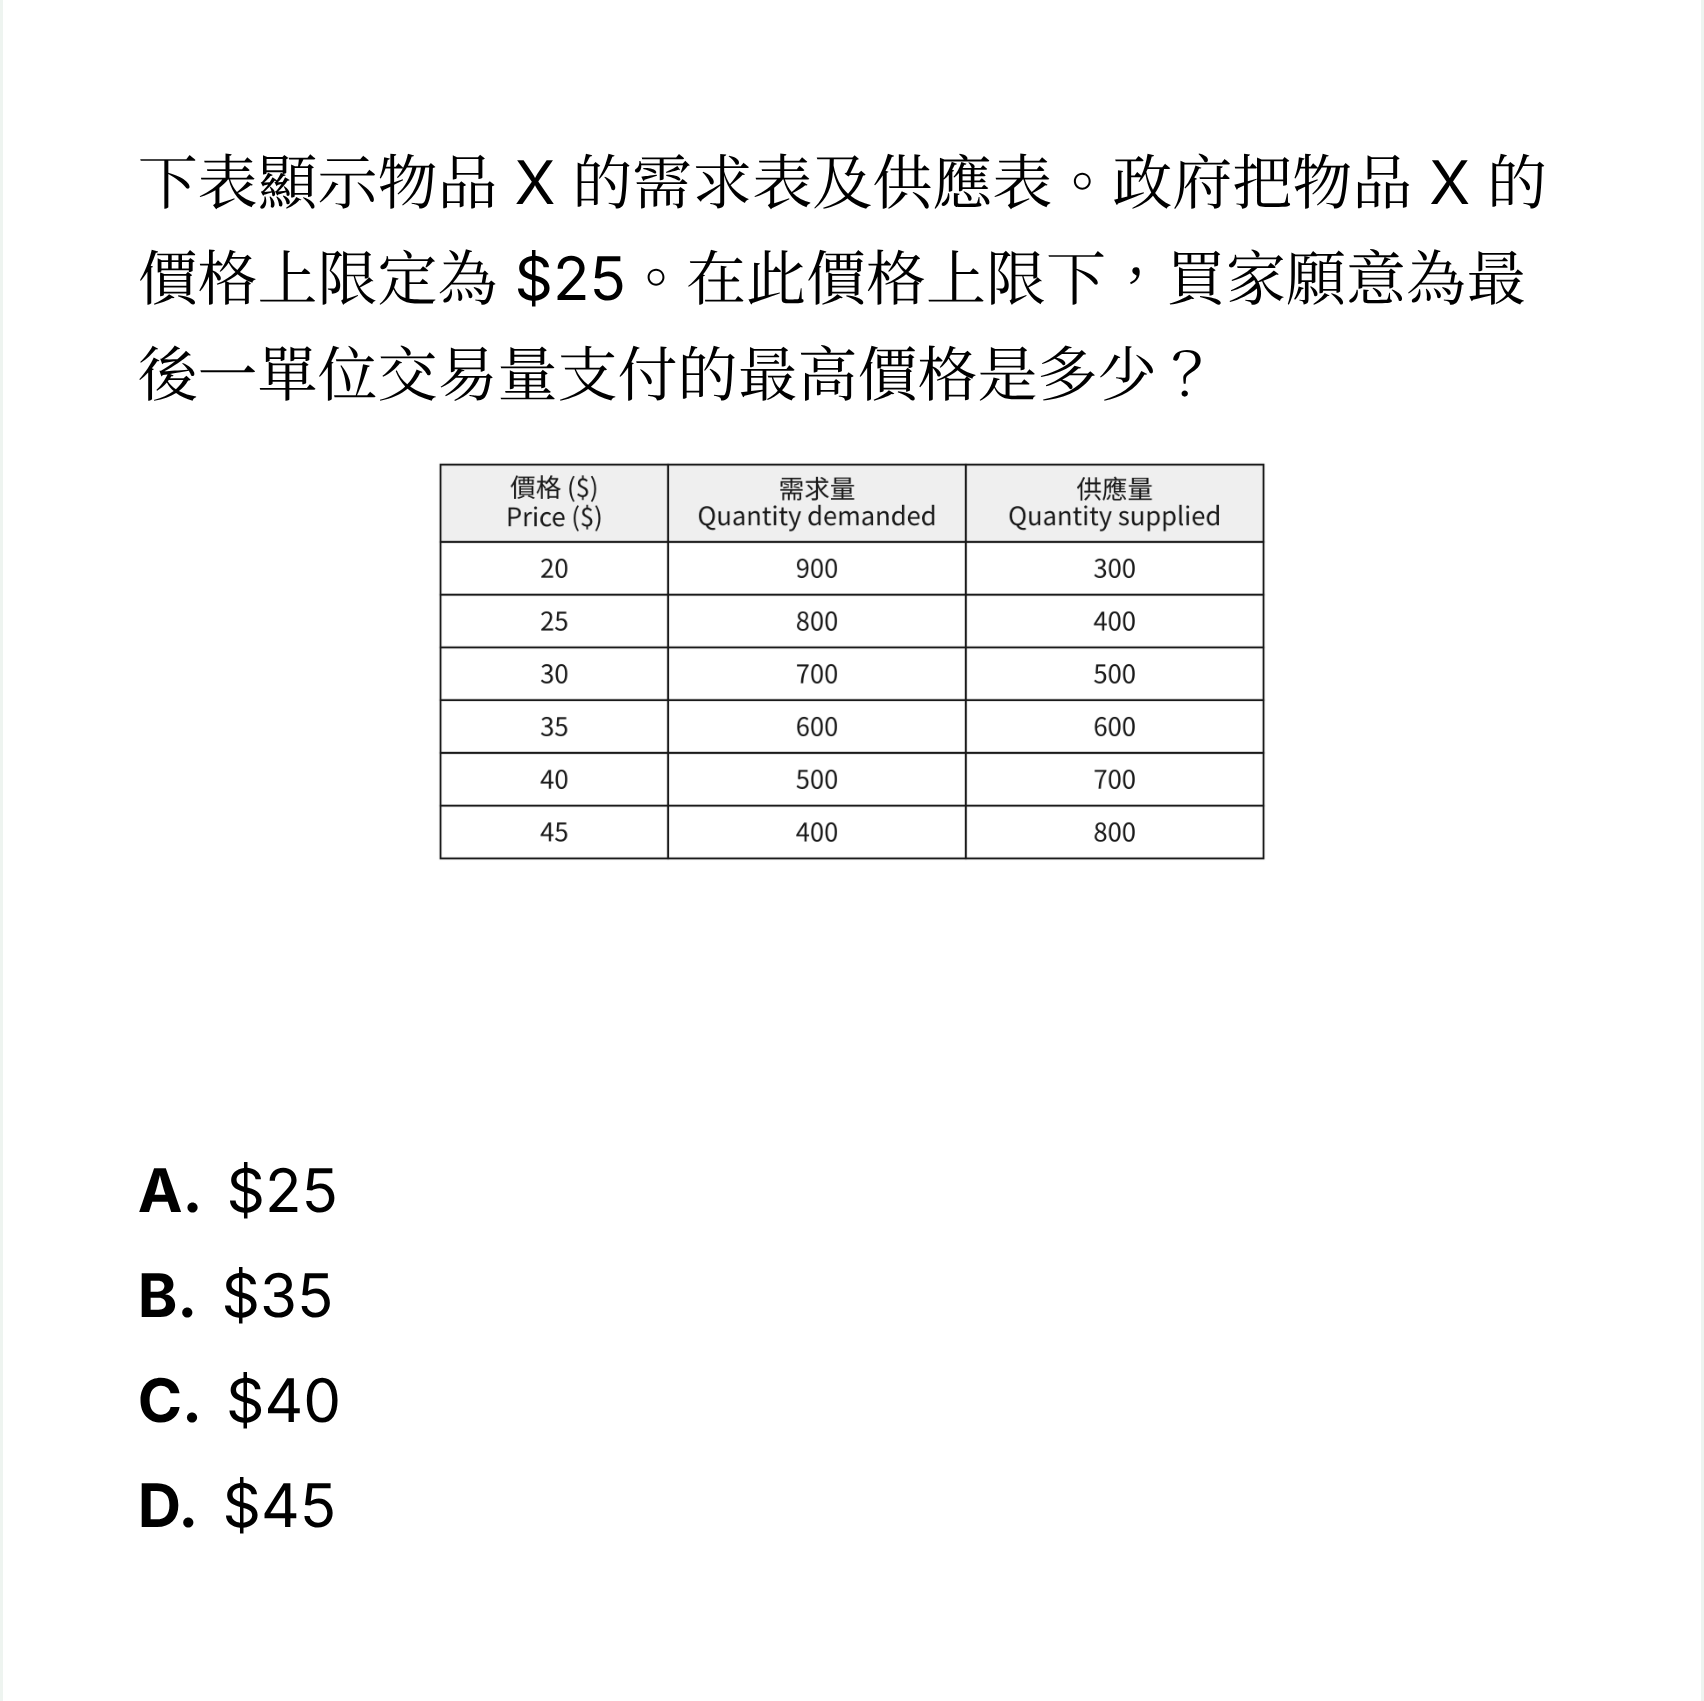 下表顯示物品 X 的需求表及供應表。政府把物品 X 的
價格上限定為 $25。在此價格上限下，買家願意為最
後一單位交易量支付的最高價格是多少？
價格 ($) 需求量 供應量
Price ($) Quantity demanded Quantity supplied
20 900 300
25 800 400
30 700 500
35 600 600
40 500 700
45 400 800
A. $25
B. $35
C. $40
D. $45